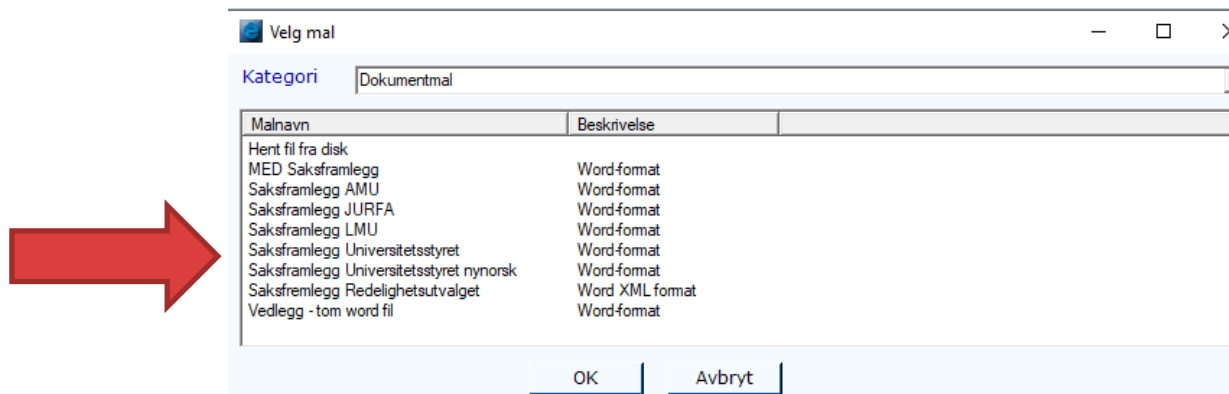 Velg mal
Kategori Dokumentmal
Malnavn Beskrivelse
Hent fil fra disk
MED Saksframlegg Word-format
Saksframlegg AMU Word-format
Saksframlegg JURFA Word-format
Saksframlegg LMU Word-format
Saksframlegg Universitetsstyret Word-format
Saksframlegg Universitetsstyret nynorsk Word-format
Saksfremlegg Redelighetsutvalget Word XML format
Vedlegg - tom word fil Word-format
OK Avbryt